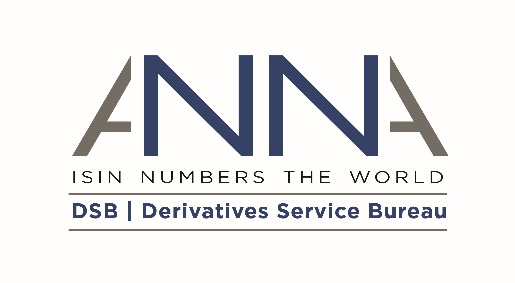 ANNA
ISIN NUMBERS THE WORLD
DSB | Derivatives Service Bureau